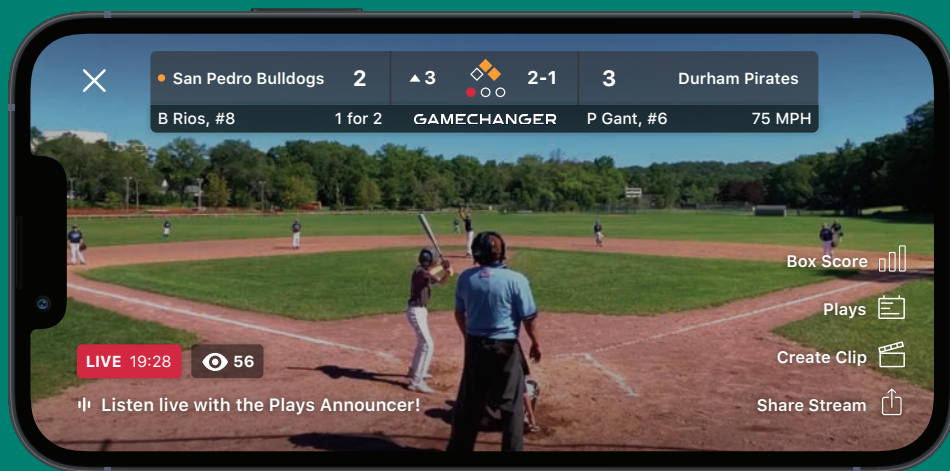 San Pedro Bulldogs 2 3 2-1 3 Durham Pirates
B Rios, #8 1 for 2 GAMECHANGER P Gant, #6 75 MPH
Box Score
Plays
LIVE 19:28 56
Create Clip
Listen live with the Plays Announcer!
Share Stream